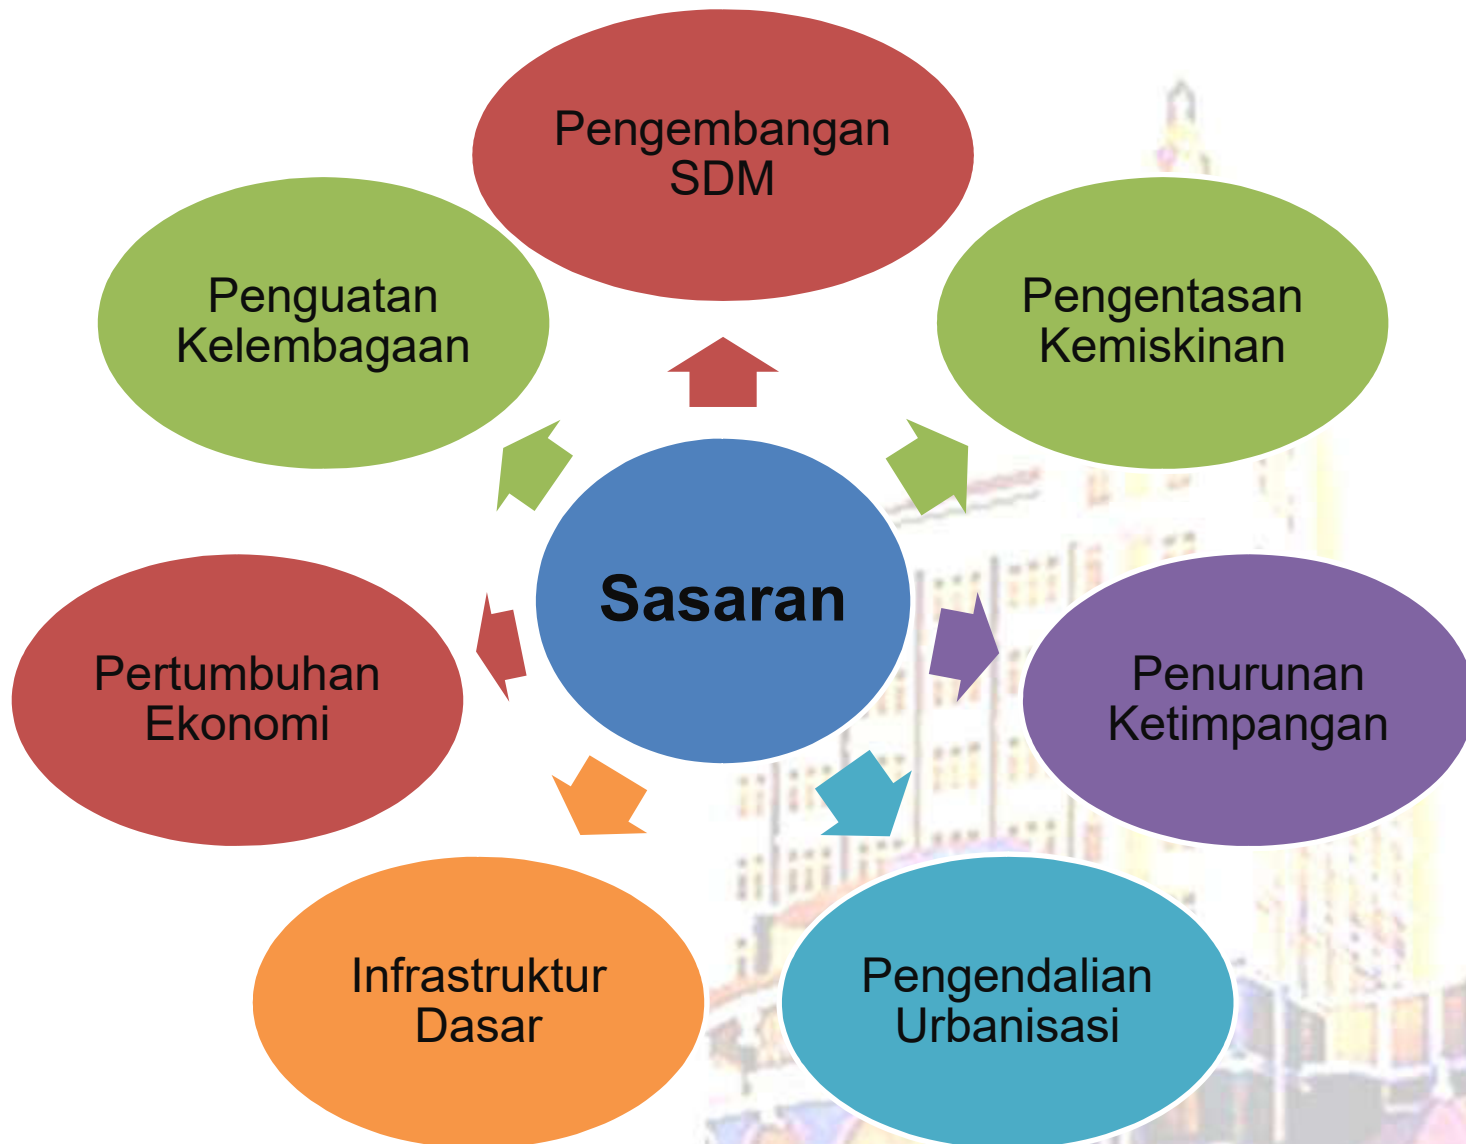 Pengembangan
SDM
Pengentasan
Kemiskinan
Penurunan
Ketimpangan
Pengendalian
Urbanisasi
Infrastruktur
Dasar
Pertumbuhan
Ekonomi
Penguatan
Kelembagaan
Sasaran